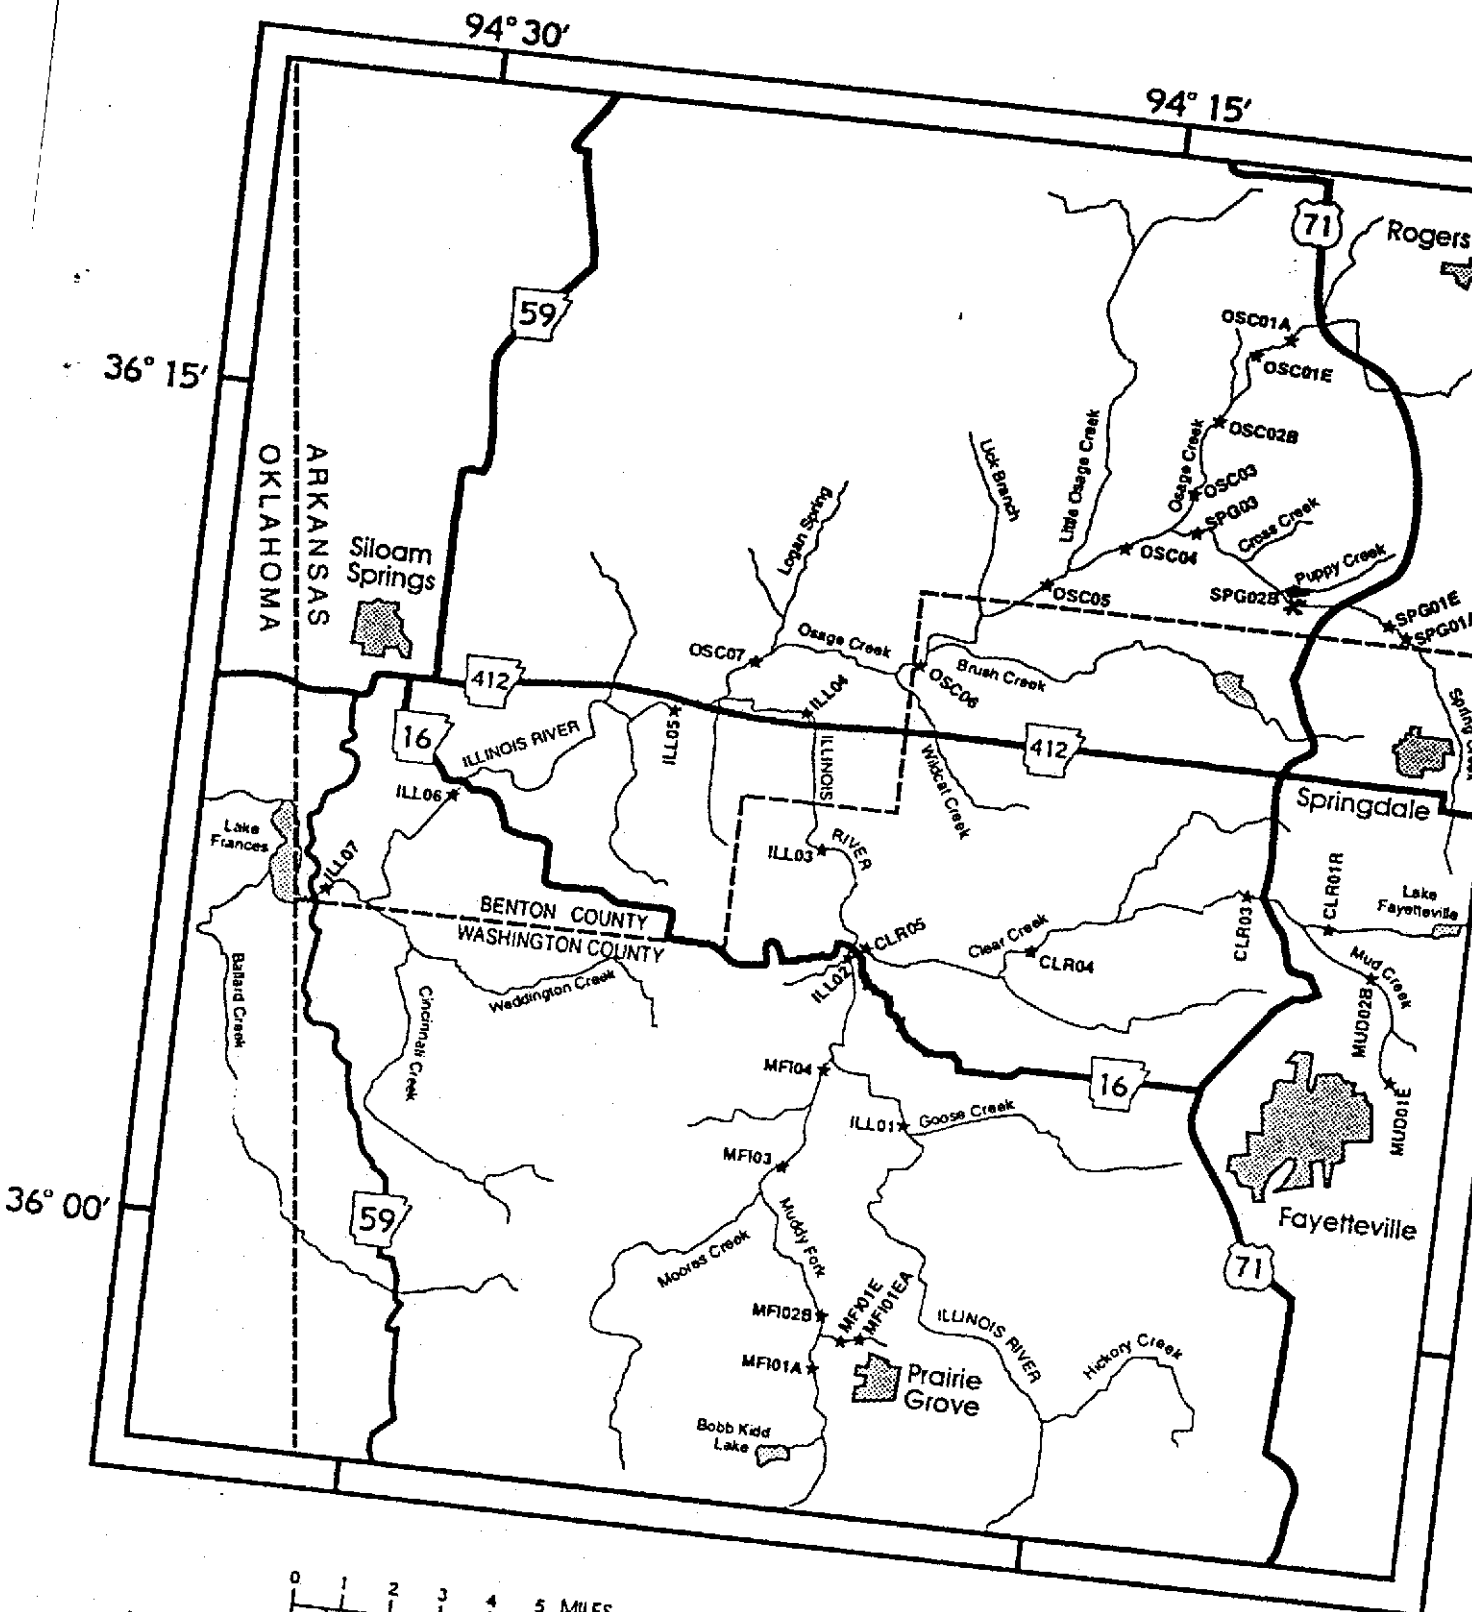 94° 30'
94° 15'
71
Rogers
59
OSC01A
36° 15'
OSC01E
OSC02B
ARKANSAS
OKLAHOMA
Lick Branch
Little Osage Creek
Osage Creek
OSC03
SPG03
Cross Creek
Logan Spring
Siloam
Springs
OSC04
Puppy Creek
OSC05
SPG02B
SPG01E
SPG01A
Osage Creek
OSC07
Brush Creek
OSC06
412
ILL04
ILL05
16
ILLINOIS RIVER
ILLINOIS
412
Wildcat Creek
Spring Creek
ILL06
Springdale
Lake
Frances
ILL07
ILL03
RIVER
CLR01R
Lake
Fayetteville
BENTON COUNTY
WASHINGTON COUNTY
CLR05
Clear Creek
CLR03
CLR04
ILL02
Mud Creek
Ballard Creek
Weddington Creek
Cincinnati Creek
MUD02B
MFI04
16
ILL01
Goose Creek
MUD01E
MFI03
36° 00'
59
Muddy Fork
Fayetteville
Moores Creek
71
MFI02B
MFI01E
MFI01EA
ILLINOIS RIVER
MFI01A
Hickory Creek
Prairie
Grove
Bobb Kidd
Lake
0 1 2 3 4 5 MILES